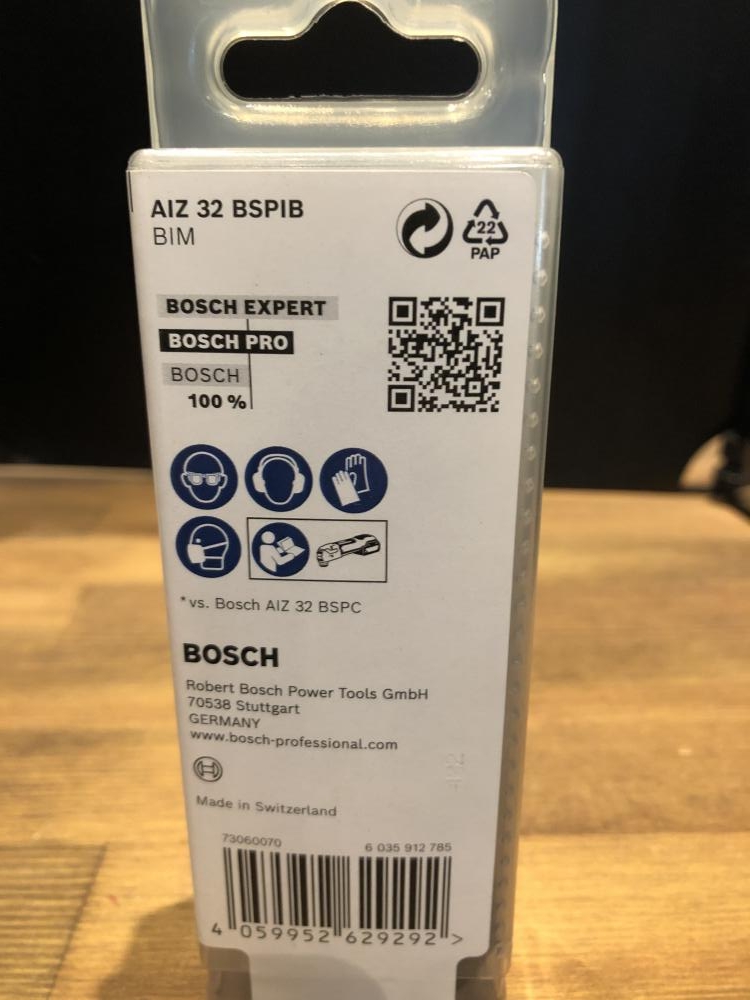 AIZ 32 BSPIB
BIM
22
PAP
BOSCH EXPERT
BOSCH PRO
BOSCH
100 %
*vs. Bosch AIZ 32 BSPC
BOSCH
Robert Bosch Power Tools GmbH
70538 Stuttgart
GERMANY
www.bosch-professional.com
Made in Switzerland
73060070 6 035 912 785
4 059952 629292 >